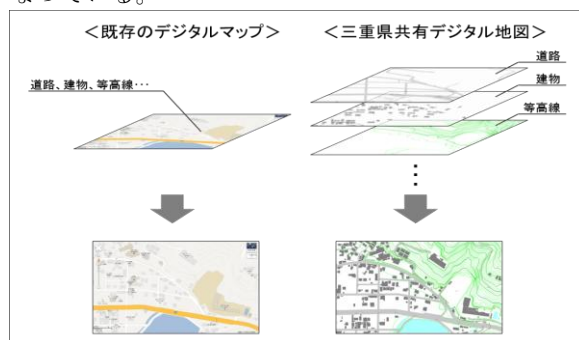 ＜既存のデジタルマップ＞
＜三重県共有デジタル地図＞
道路、建物、等高線・・・
道路
建物
等高線